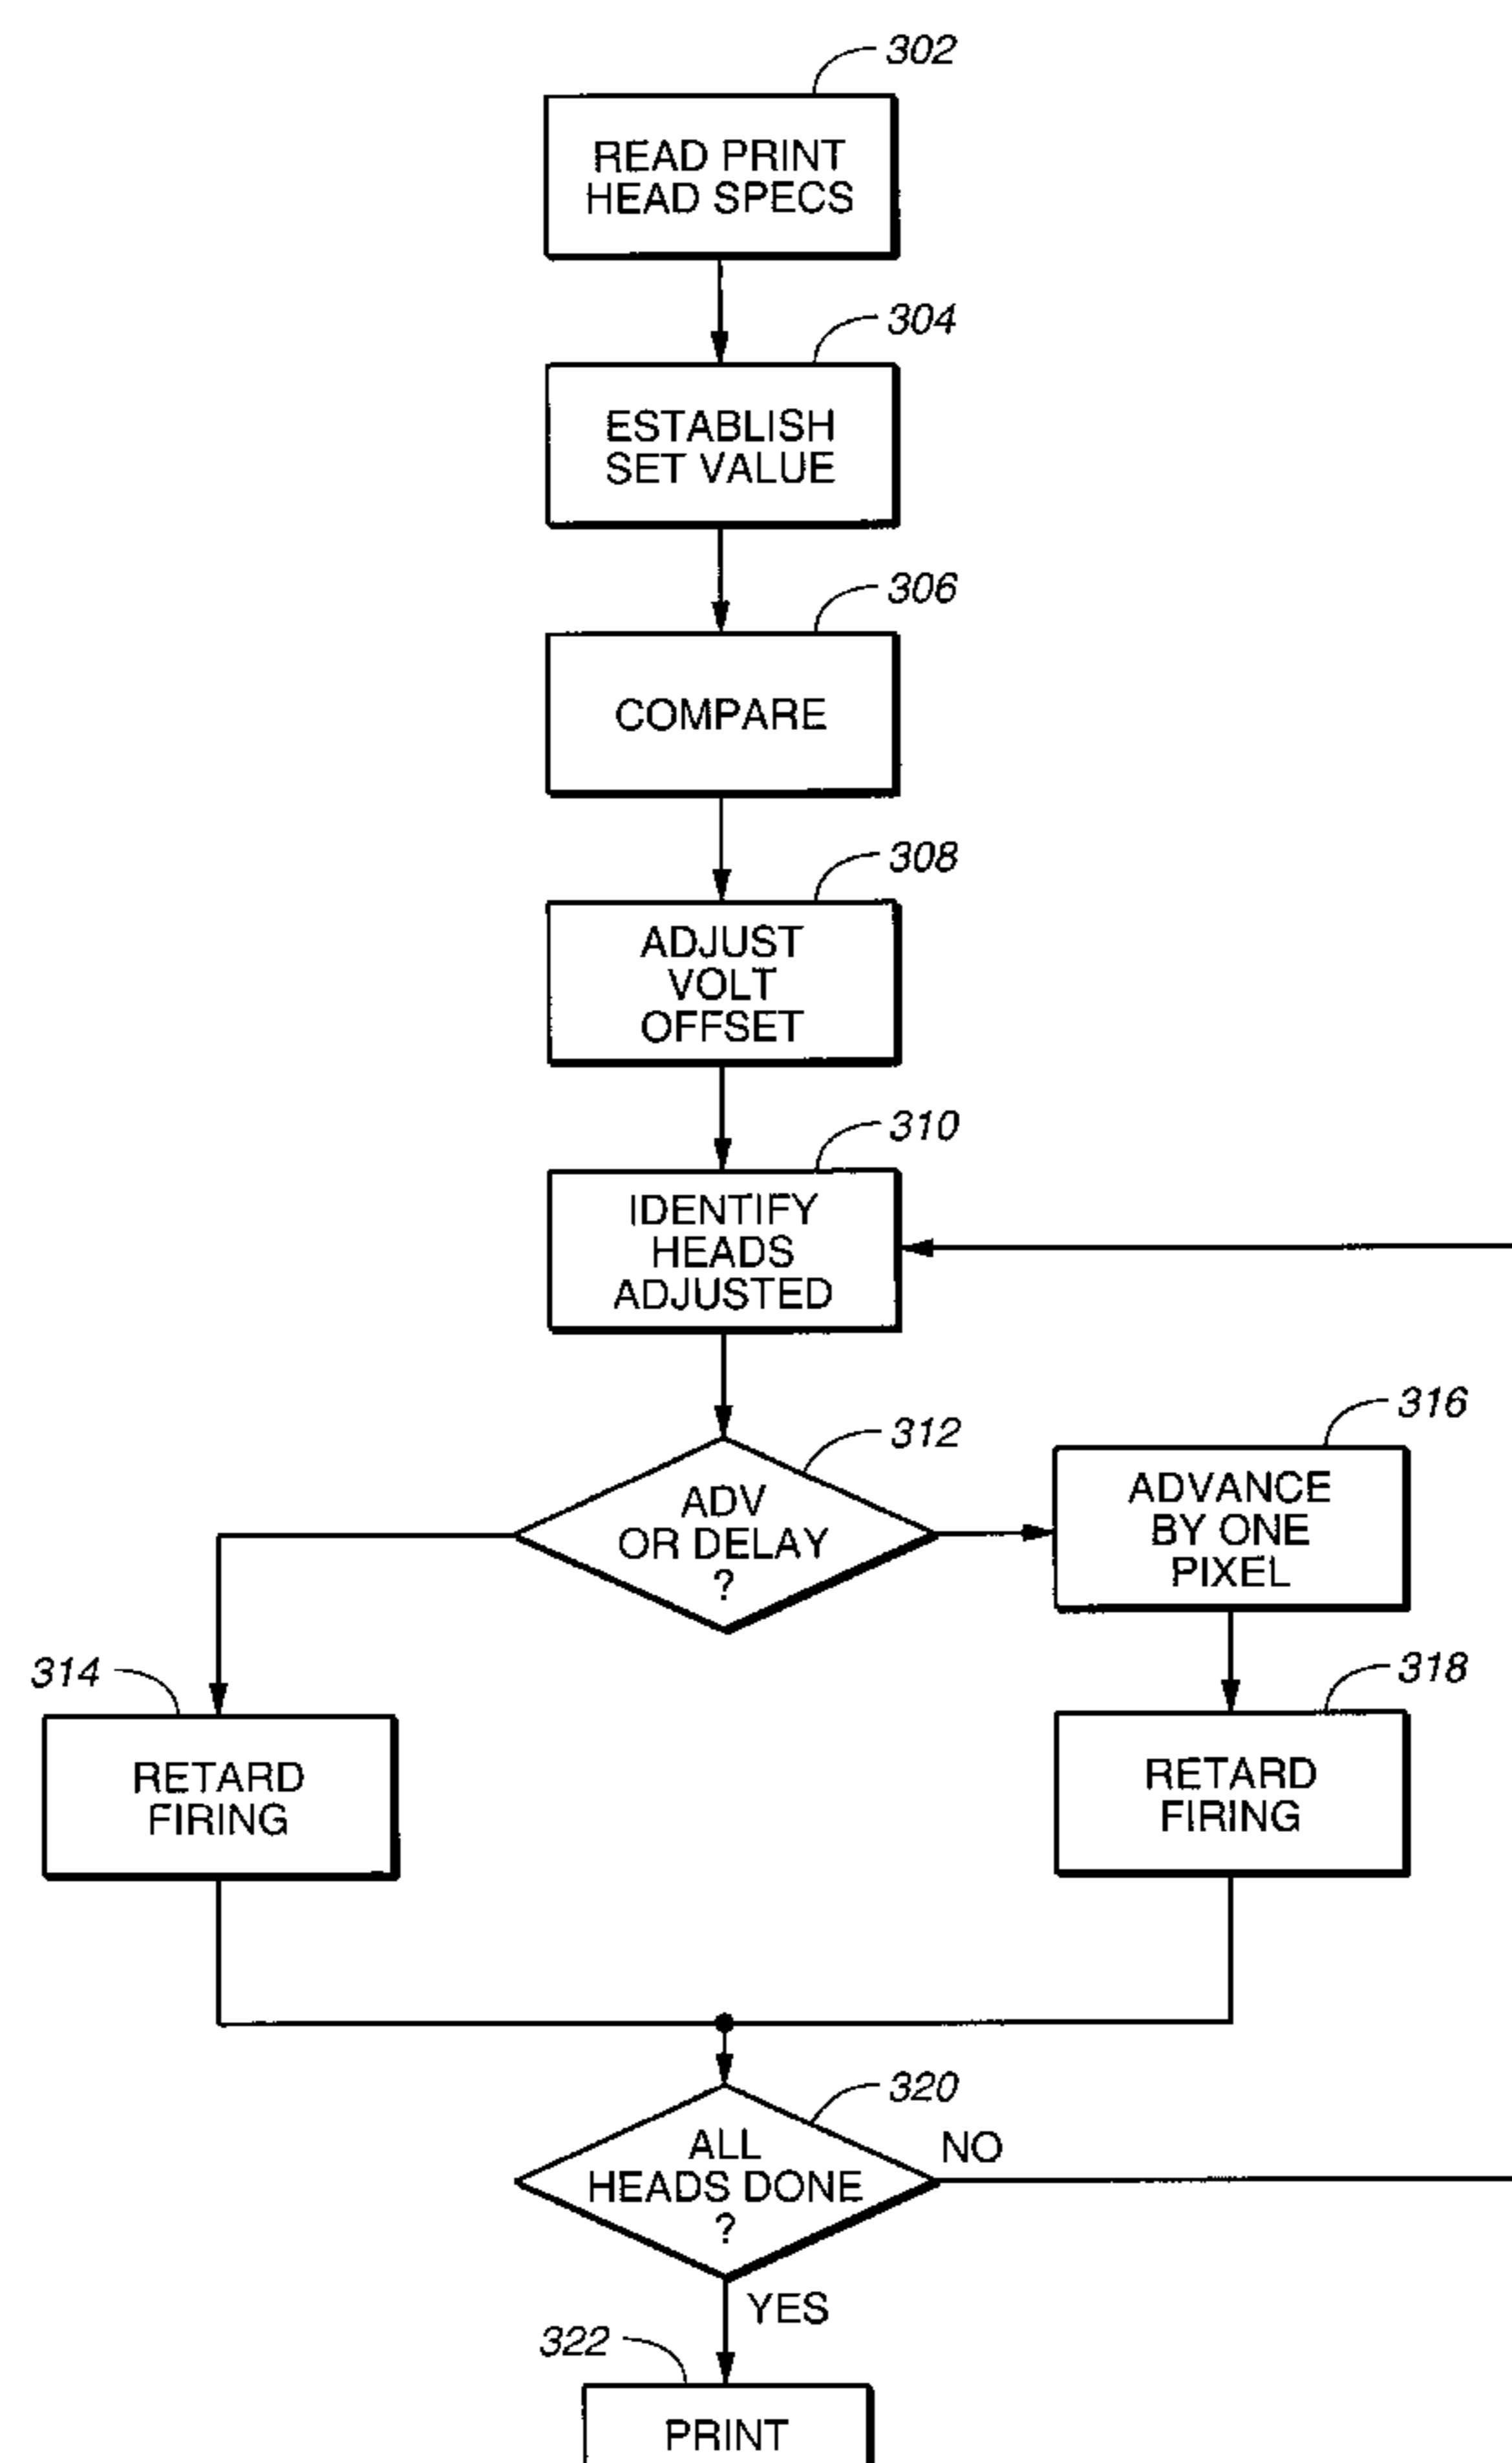 302
READ PRINT
HEAD SPECS
304
ESTABLISH
SET VALUE
306
COMPARE
308
ADJUST
VOLT
OFFSET
310
IDENTIFY
HEADS
ADJUSTED
312
ADV
OR DELAY
?
316
ADVANCE
BY ONE
PIXEL
314
RETARD
FIRING
318
RETARD
FIRING
320
ALL
HEADS DONE
?
NO
YES
322
PRINT